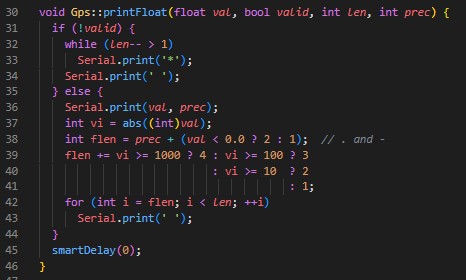 30 void Gps::printFloat(float val, bool valid, int len, int prec) {
31   if (!valid) {
32     while (len-- > 1)
33       Serial.print('*');
34     Serial.print(' ');
35   } else {
36     Serial.print(val, prec);
37     int vi = abs((int)val);
38     int flen = prec + (val < 0.0 ? 2 : 1);  // . and -
39     flen += vi >= 1000 ? 4 : vi >= 100 ? 3
40                            : vi >= 10  ? 2
41                                        : 1;
42     for (int i = flen; i < len; ++i)
43       Serial.print(' ');
44   }
45   smartDelay(0);
46 }